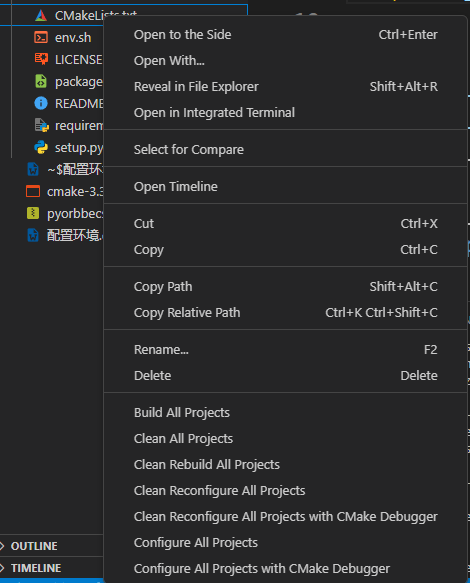 CMakeLists.txt
env.sh
LICENSE
package
README
requirem
setup.py
~$配置环境
cmake-3.3
pyorbbecs
配置环境.
OUTLINE
TIMELINE
Open to the Side Ctrl+Enter
Open With...
Reveal in File Explorer Shift+Alt+R
Open in Integrated Terminal
Select for Compare
Open Timeline
Cut Ctrl+X
Copy Ctrl+C
Copy Path Shift+Alt+C
Copy Relative Path Ctrl+K Ctrl+Shift+C
Rename... F2
Delete Delete
Build All Projects
Clean All Projects
Clean Rebuild All Projects
Clean Reconfigure All Projects
Clean Reconfigure All Projects with CMake Debugger
Configure All Projects
Configure All Projects with CMake Debugger